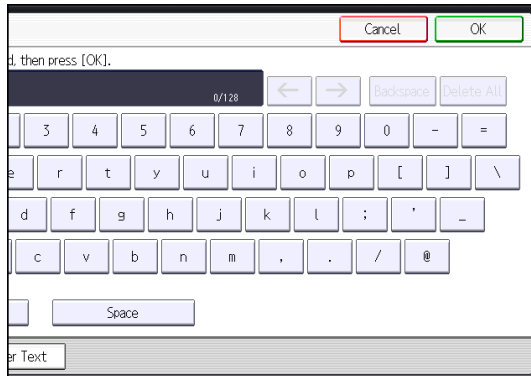 Cancel OK
d, then press [OK].
0/128 ← → Backspace Delete All
3 4 5 6 7 8 9 0 - =
e r t y u i o p [ ] \
d f g h j k l ; ' _
c v b n m , . / @
Space
er Text